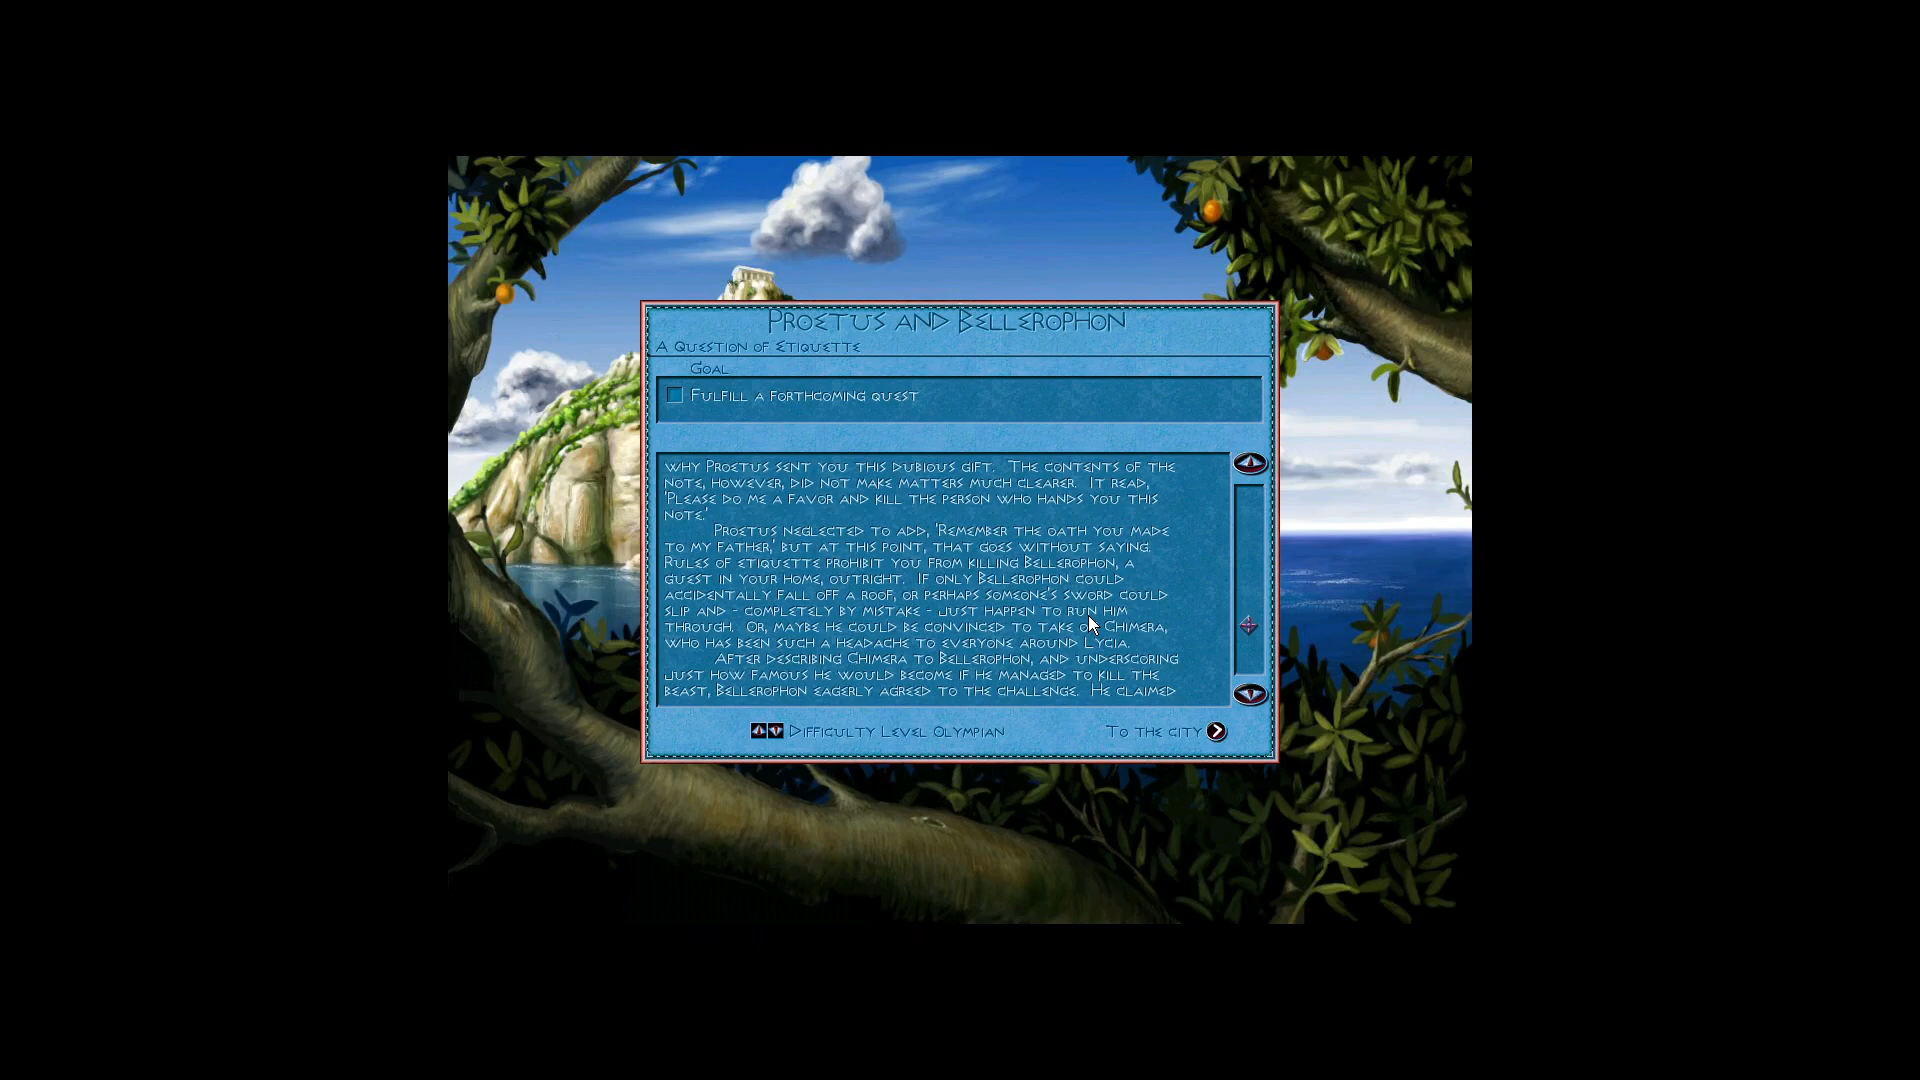 Proetus and Bellerophon
A Question of Etiquette
Goal
Fulfill a forthcoming quest
why Proetus sent you this dubious gift. The contents of the
note, however, did not make matters much clearer. It read,
'Please do me a favor and kill the person who hands you this
note.'
Proetus neglected to add, 'Remember the oath you made
to my father,' but at this point, that goes without saying.
Rules of etiquette prohibit you from killing Bellerophon, a
guest in your home, outright. If only Bellerophon could
accidentally fall off a roof, or perhaps someone's sword could
slip and - completely by mistake - just happen to run him
through. Or, maybe he could be convinced to take on Chimera,
who has been such a headache to everyone around Lycia.
After describing Chimera to Bellerophon, and underscoring
just how famous he would become if he managed to kill the
beast, Bellerophon eagerly agreed to the challenge. He claimed
Difficulty Level Olympian
To the city